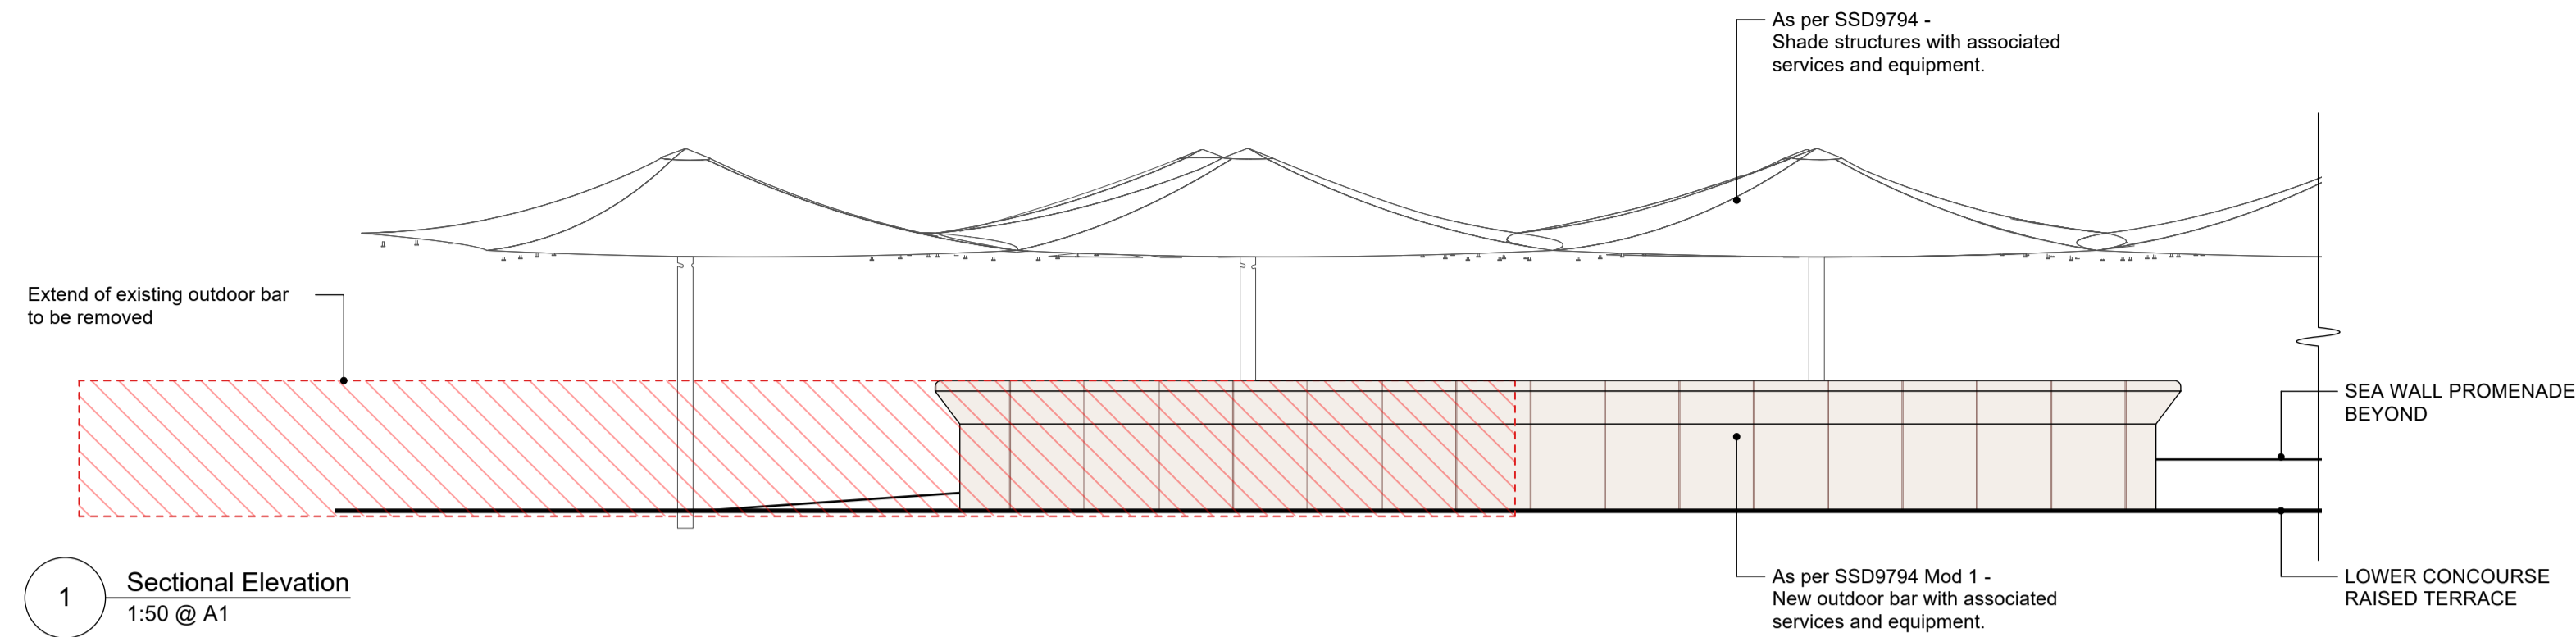 As per SSD9794 -
Shade structures with associated
services and equipment.
Extend of existing outdoor bar
to be removed
SEA WALL PROMENADE
BEYOND
1
Sectional Elevation
1:50 @ A1
As per SSD9794 Mod 1 -
New outdoor bar with associated
services and equipment.
LOWER CONCOURSE
RAISED TERRACE